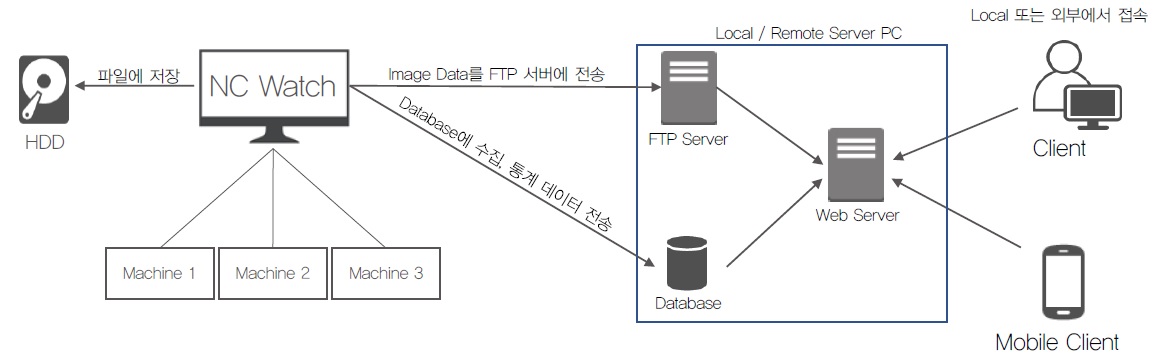 Local 또는 외부에서 접속
Local / Remote Server PC
파일에 저장
NC Watch
Image Data를 FTP 서버에 전송
HDD
Database에 수집, 통계 데이터 전송
FTP Server
Client
Web Server
Machine 1
Machine 2
Machine 3
Database
Mobile Client